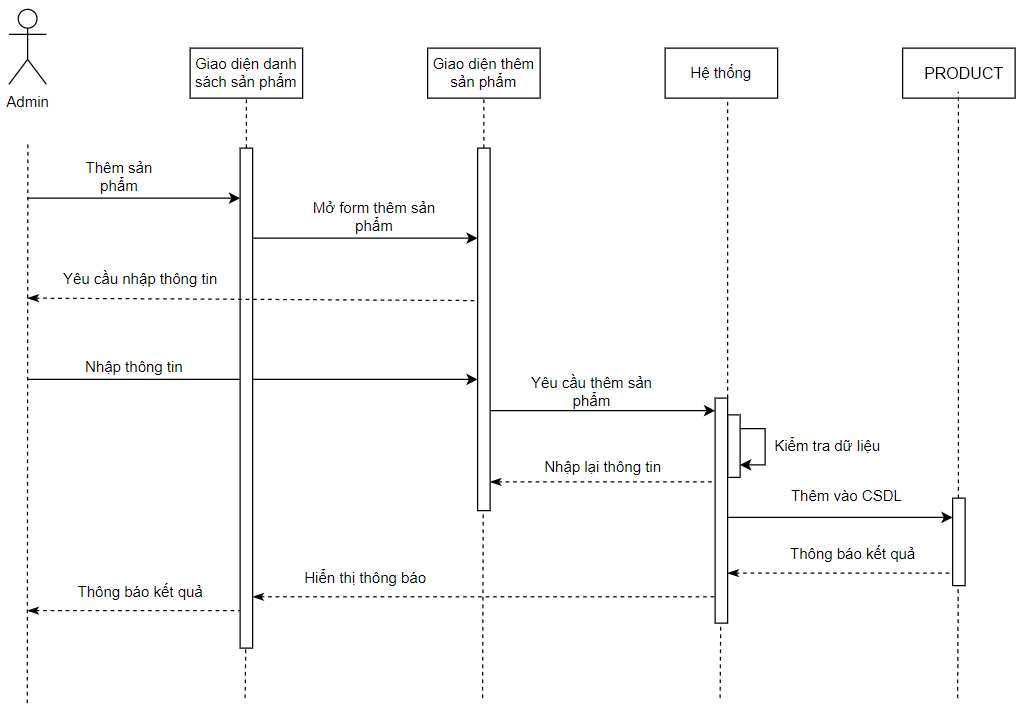 Admin
Giao diện danh
sách sản phẩm
Giao diện thêm
sản phẩm
Hệ thống
PRODUCT
Thêm sản
phẩm
Mở form thêm sản
phẩm
Yêu cầu nhập thông tin
Nhập thông tin
Yêu cầu thêm sản
phẩm
Kiểm tra dữ liệu
Nhập lại thông tin
Thêm vào CSDL
Thông báo kết quả
Hiển thị thông báo
Thông báo kết quả